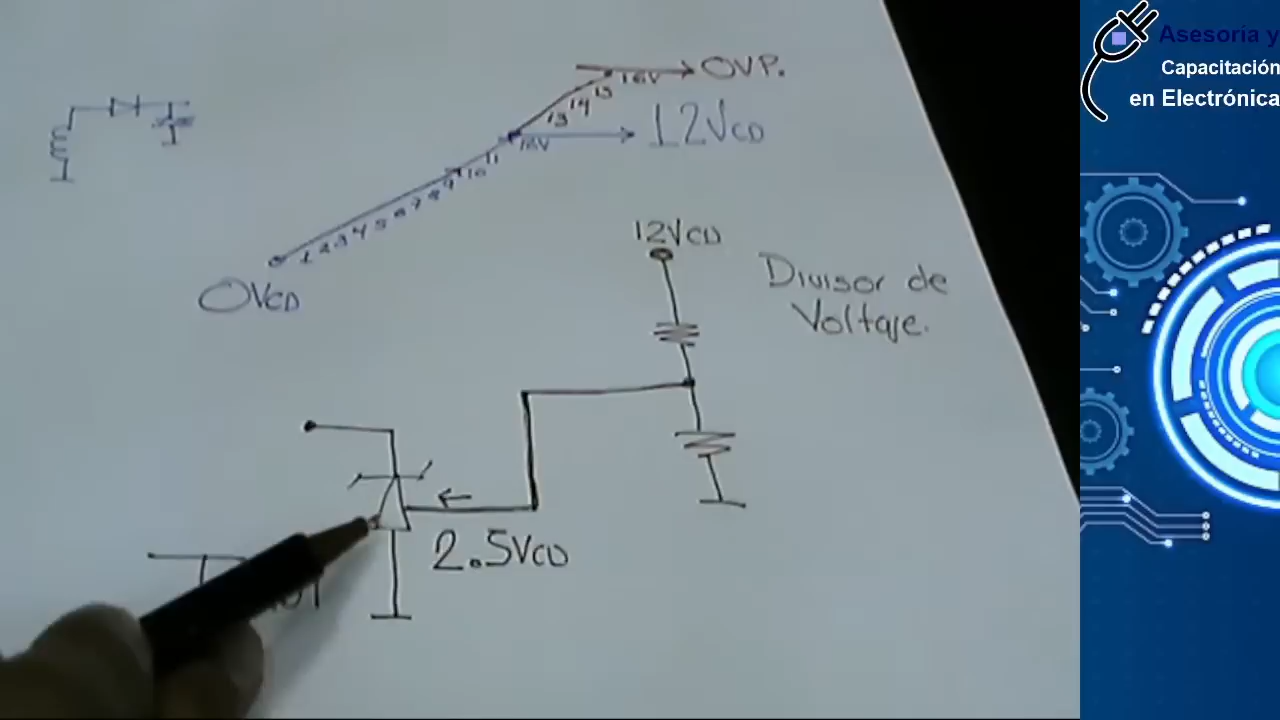 Asesoría y
Capacitación
en Electrónica
OVP.
16V
15
14
13
12VCD
11
10
9
8
7
6
5
4
3
2
1
0VCD
12VCD
Divisor de
Voltaje.
2.5VCD